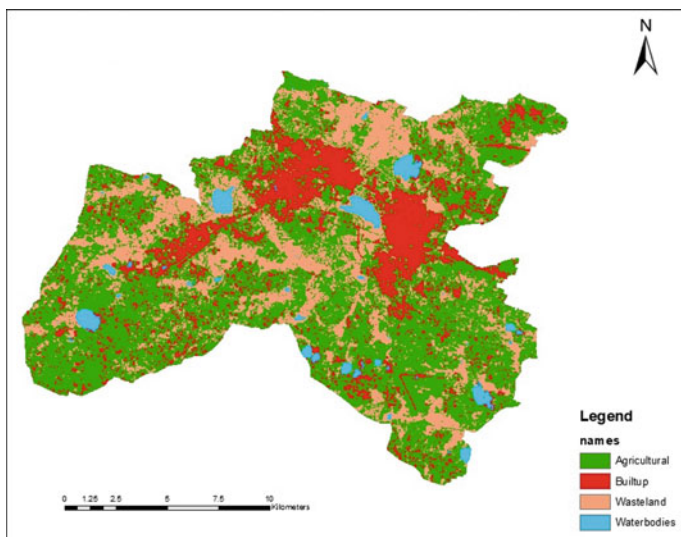 N
Legend
names
Agricultural
Builtup
Wasteland
Waterbodies
0 1.25 2.5 5 7.5 10
Kilometers